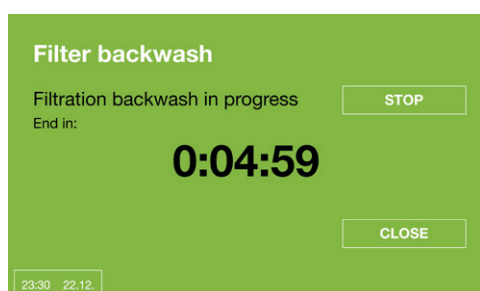 Filter backwash
Filtration backwash in progress
STOP
End in:
0:04:59
CLOSE
23:30 22.12.